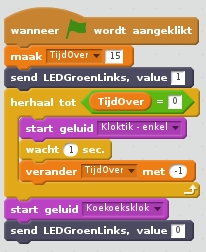 wanneer wordt aangeklikt
maak TijdOver 15
send LEDGroenLinks, value 1
herhaal tot TijdOver = 0
start geluid Kloktik - enkel
wacht 1 sec.
verander TijdOver met -1
start geluid Koekoeksklok
send LEDGroenLinks, value 0